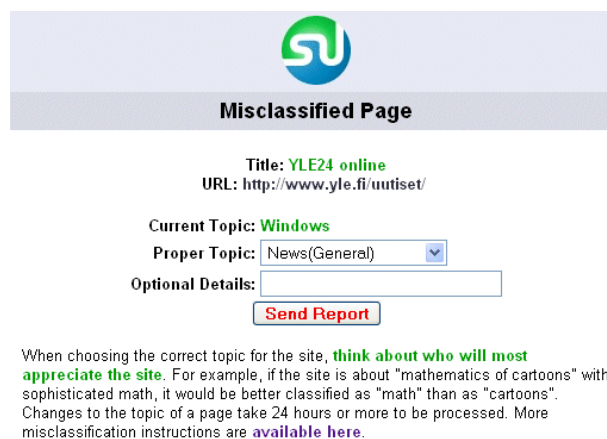 su
Misclassified Page
Title: YLE24 online
URL: http://www.yle.fi/uutiset/
Current Topic: Windows
Proper Topic: News(General)
Optional Details:
Send Report
When choosing the correct topic for the site, think about who will most
appreciate the site. For example, if the site is about "mathematics of cartoons" with
sophisticated math, it would be better classified as "math" than as "cartoons".
Changes to the topic of a page take 24 hours or more to be processed. More
misclassification instructions are available here.